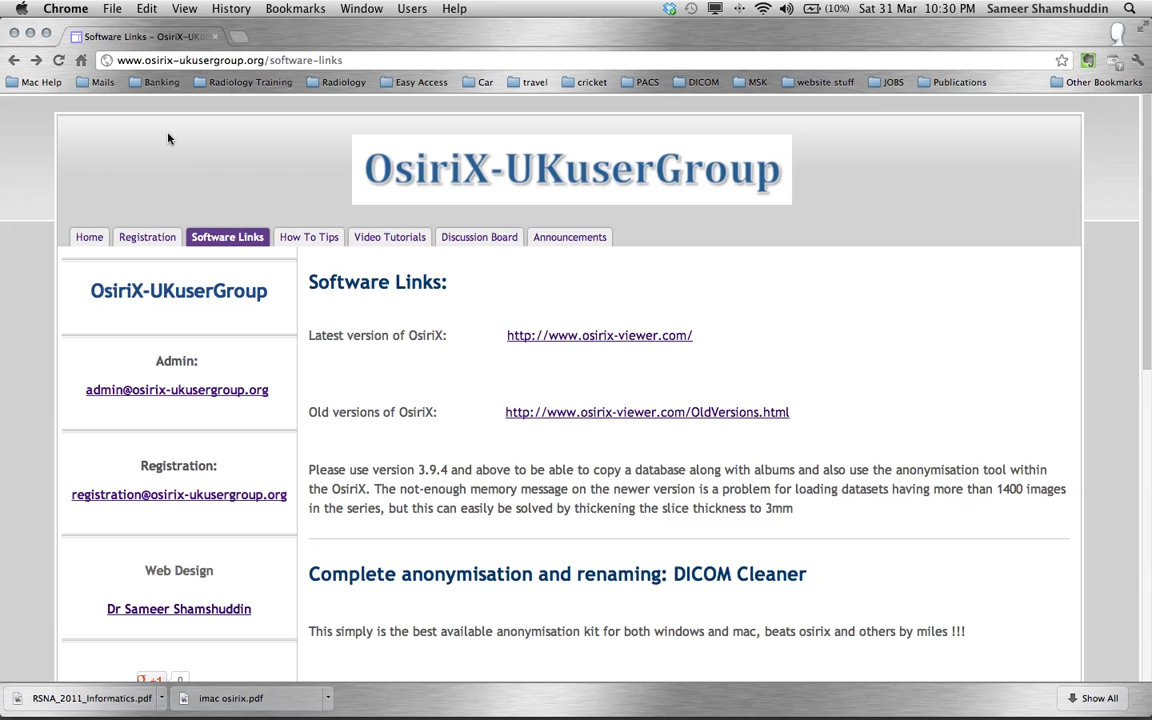 Chrome File Edit View History Bookmarks Window Users Help (10%) Sat 31 Mar 10:30 PM Sameer Shamshuddin
Software Links – OsiriX-UKu
www.osirix-ukusergroup.org/software-links
Mac Help Mails Banking Radiology Training Radiology Easy Access Car travel cricket PACS DICOM MSK website stuff JOBS Publications Other Bookmarks
OsiriX-UKuserGroup
Home Registration Software Links How To Tips Video Tutorials Discussion Board Announcements
OsiriX-UKuserGroup
Admin:
admin@osirix-ukusergroup.org
Registration:
registration@osirix-ukusergroup.org
Web Design
Dr Sameer Shamshuddin
+1 0
Software Links:
Latest version of OsiriX: http://www.osirix-viewer.com/
Old versions of OsiriX: http://www.osirix-viewer.com/OldVersions.html
Please use version 3.9.4 and above to be able to copy a database along with albums and also use the anonymisation tool within
the OsiriX. The not-enough memory message on the newer version is a problem for loading datasets having more than 1400 images
in the series, but this can easily be solved by thickening the slice thickness to 3mm
Complete anonymisation and renaming: DICOM Cleaner
This simply is the best available anonymisation kit for both windows and mac, beats osirix and others by miles !!!
RSNA_2011_Informatics.pdf imac osirix.pdf Show All